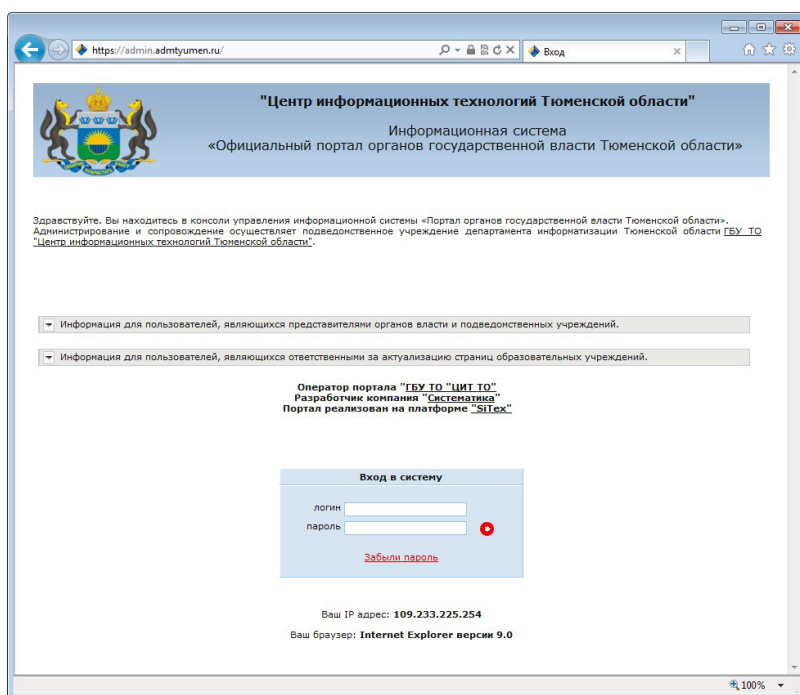 https://admin.admtyumen.ru/
Вход
"Центр информационных технологий Тюменской области"
Информационная система
«Официальный портал органов государственной власти Тюменской области»
Здравствуйте. Вы находитесь в консоли управления информационной системы «Портал органов государственной власти Тюменской области».
Администрирование и сопровождение осуществляет подведомственное учреждение департамента информатизации Тюменской области ГБУ ТО
"Центр информационных технологий Тюменской области".
Информация для пользователей, являющихся представителями органов власти и подведомственных учреждений.
Информация для пользователей, являющихся ответственными за актуализацию страниц образовательных учреждений.
Оператор портала "ГБУ ТО "ЦИТ ТО"
Разработчик компания "Систематика"
Портал реализован на платформе "SiTex"
Вход в систему
логин
пароль
Забыли пароль
Ваш IP адрес: 109.233.225.254
Ваш браузер: Internet Explorer версии 9.0
100%